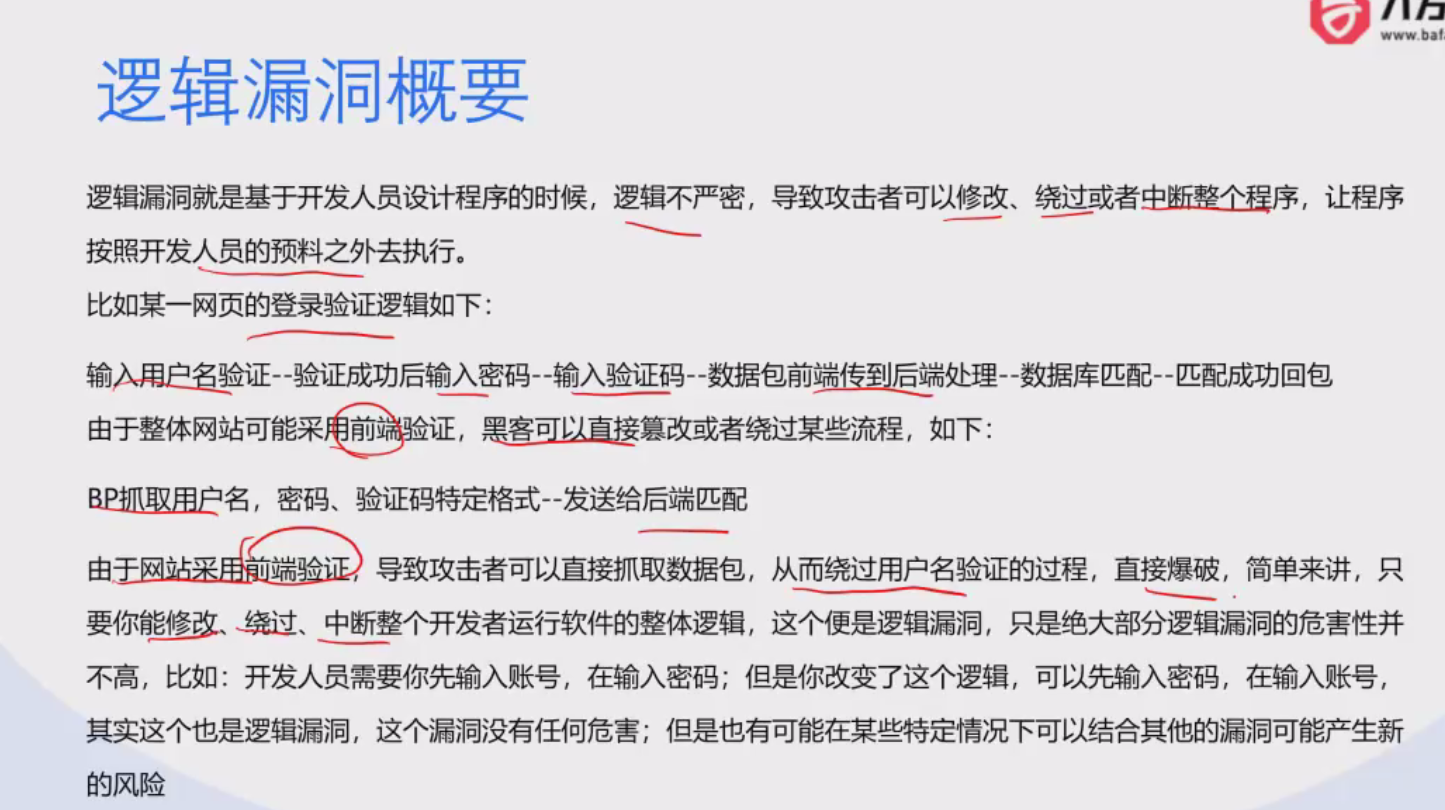 www.baf
逻辑漏洞概要
逻辑漏洞就是基于开发人员设计程序的时候，逻辑不严密，导致攻击者可以修改、绕过或者中断整个程序，让程序
按照开发人员的预料之外去执行。
比如某一网页的登录验证逻辑如下：
输入用户名验证--验证成功后输入密码--输入验证码--数据包前端传到后端处理--数据库匹配--匹配成功回包
由于整体网站可能采用前端验证，黑客可以直接篡改或者绕过某些流程，如下：
BP抓取用户名，密码、验证码特定格式--发送给后端匹配
由于网站采用前端验证，导致攻击者可以直接抓取数据包，从而绕过用户名验证的过程，直接爆破，简单来讲，只
要你能修改、绕过、中断整个开发者运行软件的整体逻辑，这个便是逻辑漏洞，只是绝大部分逻辑漏洞的危害性并
不高，比如：开发人员需要你先输入账号，在输入密码；但是你改变了这个逻辑，可以先输入密码，在输入账号，
其实这个也是逻辑漏洞，这个漏洞没有任何危害；但是也有可能在某些特定情况下可以结合其他的漏洞可能产生新
的风险